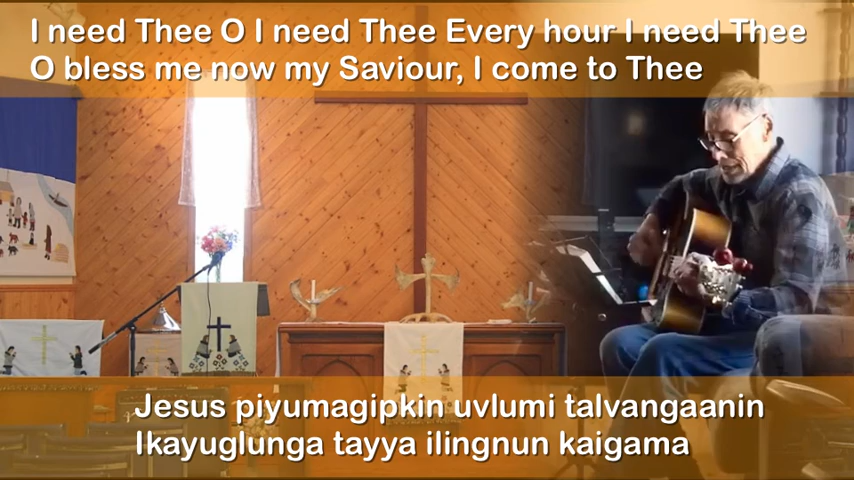 I need Thee O I need Thee Every hour I need Thee
O bless me now my Saviour, I come to Thee
Jesus piyumagipkin uvlumi talvangaanin
Ikayuglunga tayya ilingnun kaigama